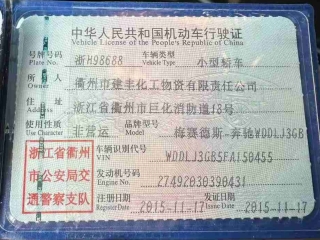 中华人民共和国机动车行驶证
Vehicle License of the People's Republic of China
号牌号码 浙H98688 车辆类型 小型轿车
Plate No. Vehicle Type
所有人 衢州市建丰化工物资有限责任公司
Owner
住址 浙江省衢州市巨化消防道18号
Address
使用性质 非营运 品牌型号 梅赛德斯-奔驰WDDLJ3GB
Use Character Model
浙江省衢州
市公安局交
通警察支队
车辆识别代号 WDDLJ3GB5FA150455
VIN
发动机号码 27492030390431
Engine No.
注册日期 2015-11-17 发证日期 2015-11-17
Register Date Issue Date